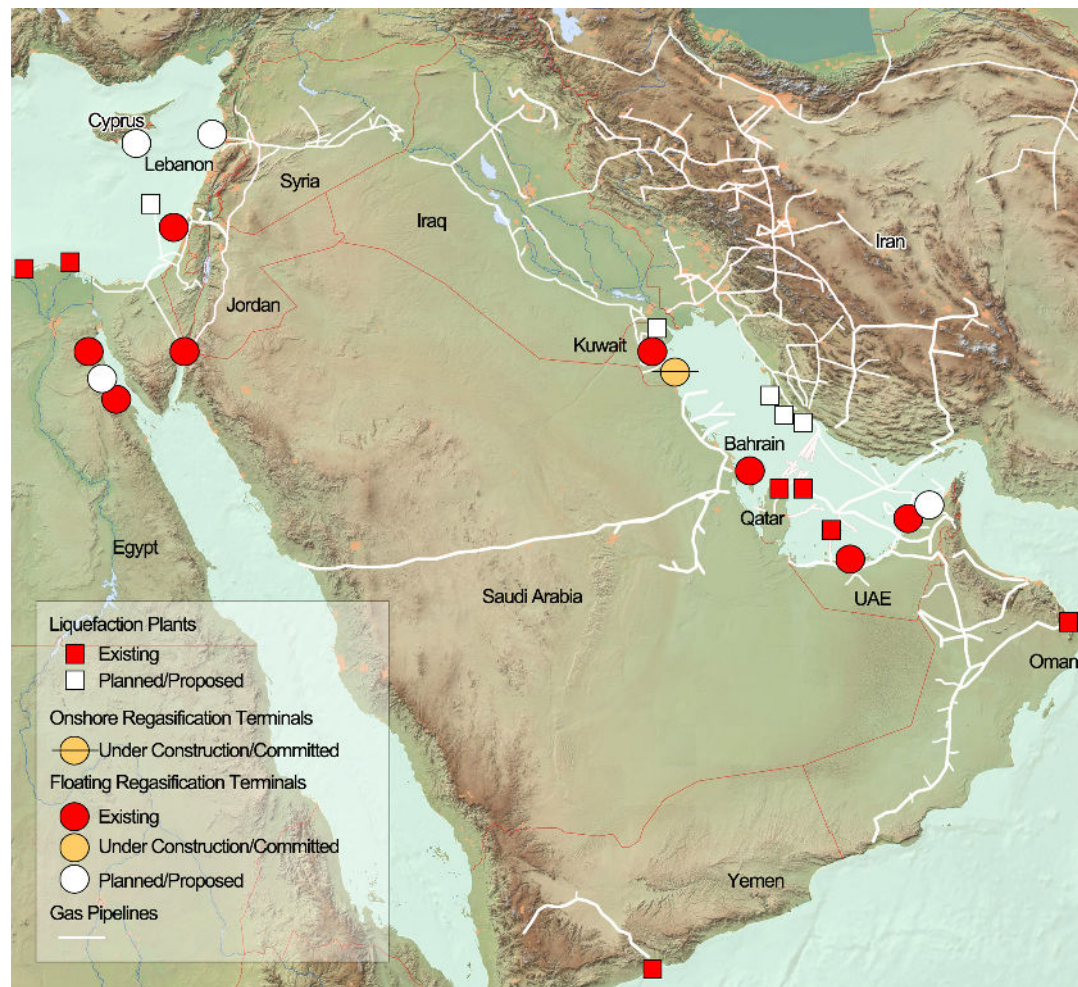 Cyprus
Lebanon
Syria
Iraq
Iran
Jordan
Kuwait
Bahrain
Qatar
Egypt
Saudi Arabia
UAE
Oman
Yemen
Liquefaction Plants
Existing
Planned/Proposed
Onshore Regasification Terminals
Under Construction/Committed
Floating Regasification Terminals
Existing
Under Construction/Committed
Planned/Proposed
Gas Pipelines